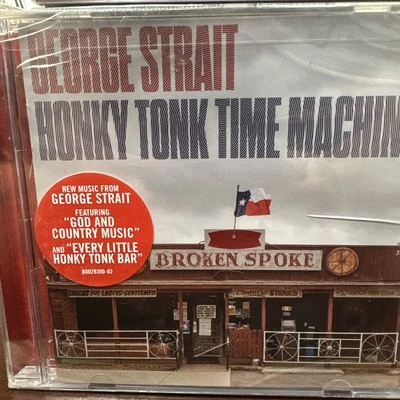 GEORGE STRAIT
HONKY TONK TIME MACHIN
NEW MUSIC FROM
GEORGE STRAIT
FEATURING
"GOD AND
COUNTRY MUSIC"
AND "EVERY LITTLE
HONKY TONK BAR"
B0029300-02
BROKEN SPOKE